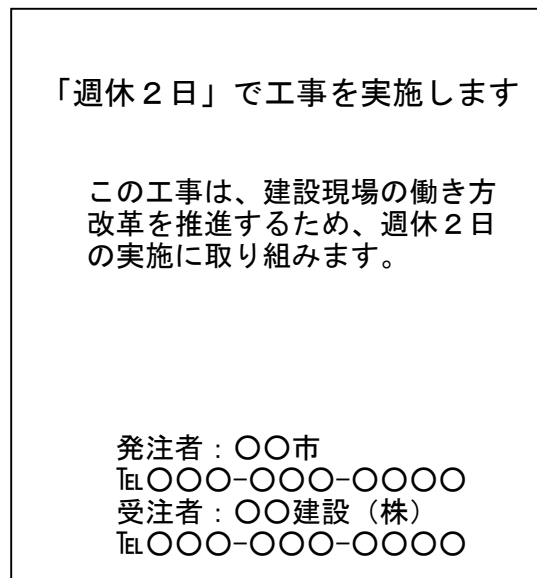 「週休２日」で工事を実施します
この工事は、建設現場の働き方
改革を推進するため、週休２日
の実施に取り組みます。
発注者：〇〇市
℡〇〇〇-〇〇〇-〇〇〇〇
受注者：〇〇建設（株）
℡〇〇〇-〇〇〇-〇〇〇〇